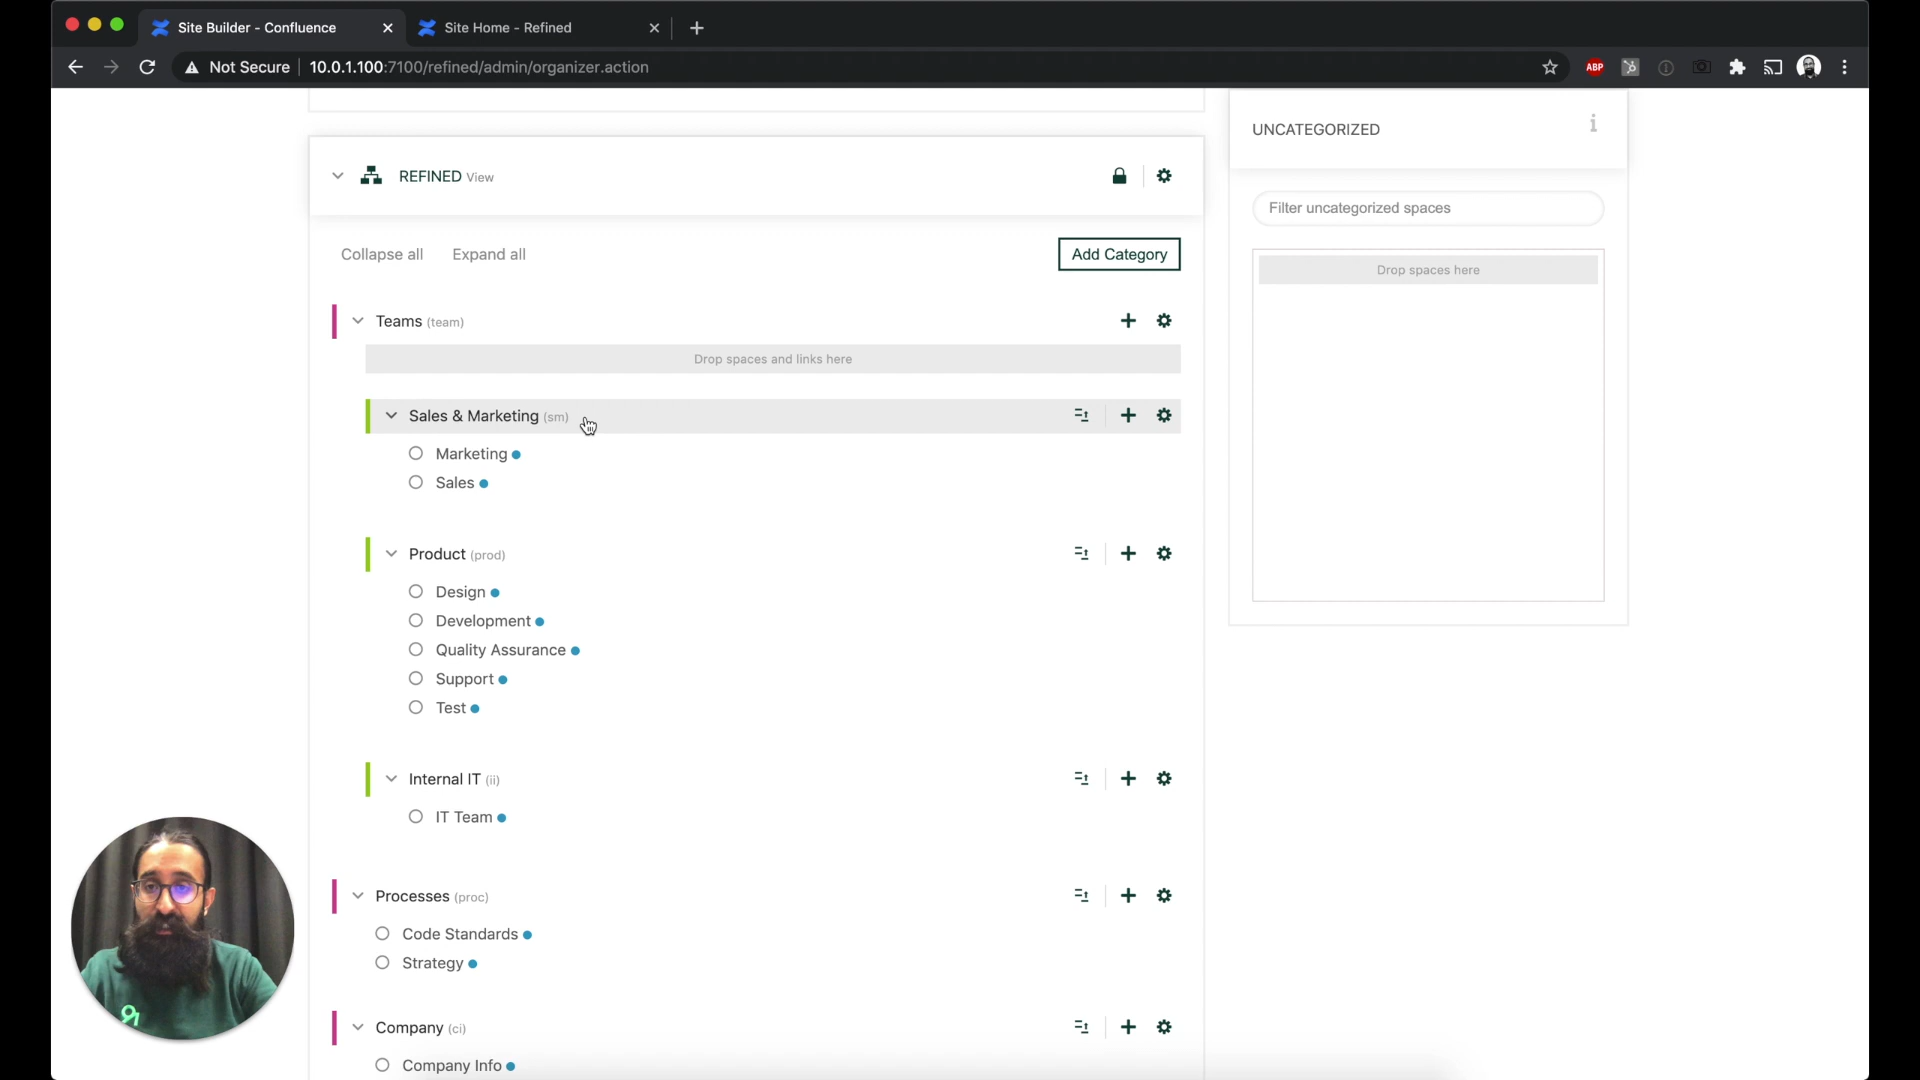 Site Builder - Confluence
Site Home - Refined
Not Secure
10.0.1.100:7100/refined/admin/organizer.action
ABP
REFINED View
Collapse all
Expand all
Add Category
Teams (team)
Drop spaces and links here
Sales & Marketing (sm)
Marketing
Sales
Product (prod)
Design
Development
Quality Assurance
Support
Test
Internal IT (ii)
IT Team
Processes (proc)
Code Standards
Strategy
Company (ci)
Company Info
UNCATEGORIZED
Filter uncategorized spaces
Drop spaces here